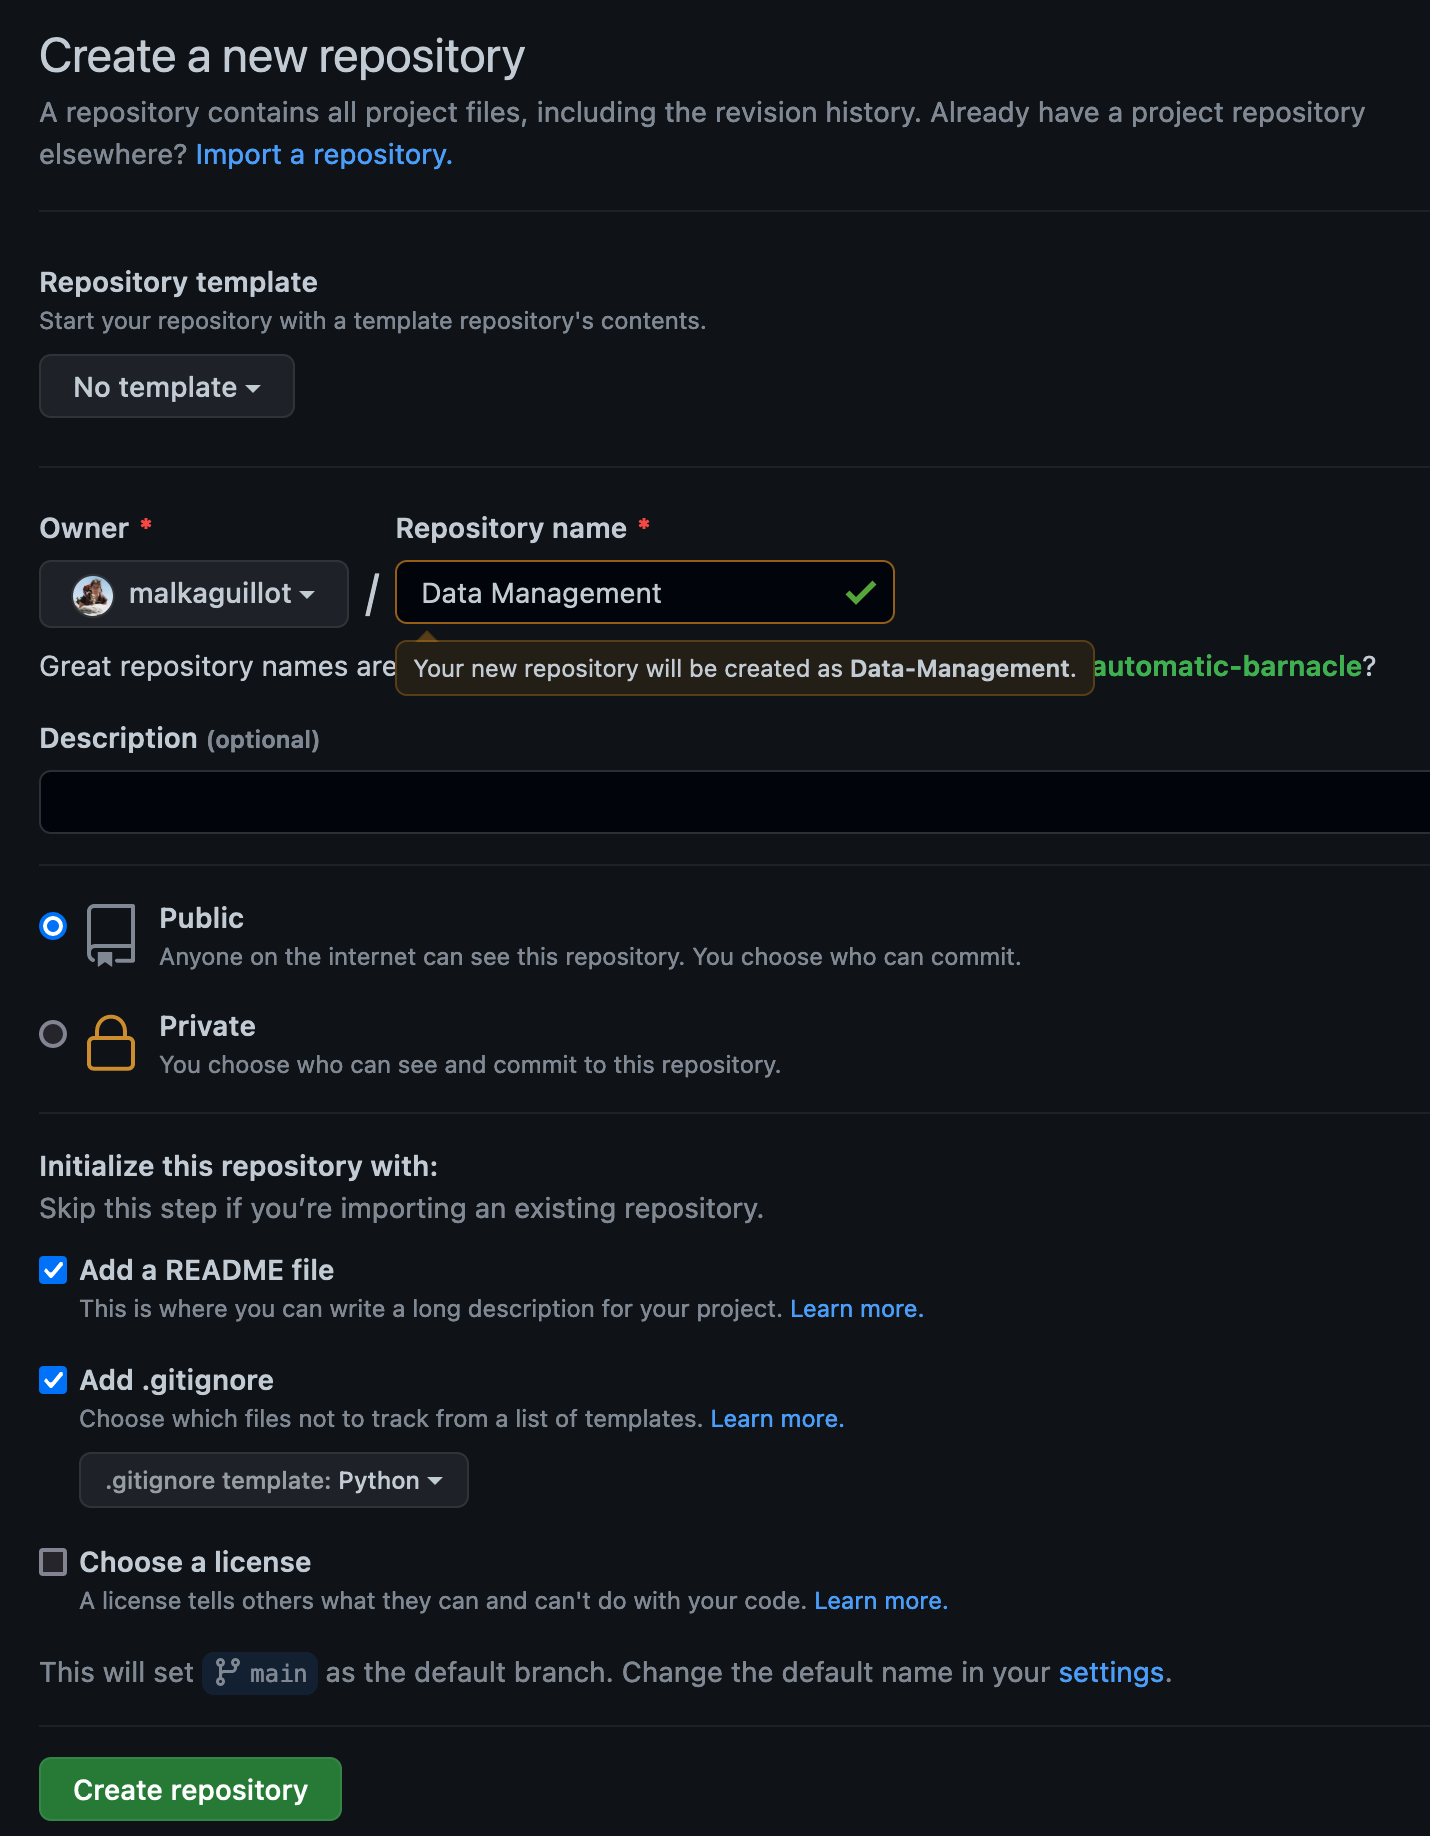 Create a new repository
A repository contains all project files, including the revision history. Already have a project repository
elsewhere? Import a repository.
Repository template
Start your repository with a template repository's contents.
No template
Owner * Repository name *
malkaguillot / Data Management
Great repository names are Your new repository will be created as Data-Management. automatic-barnacle?
Description (optional)
Public
Anyone on the internet can see this repository. You choose who can commit.
Private
You choose who can see and commit to this repository.
Initialize this repository with:
Skip this step if you’re importing an existing repository.
Add a README file
This is where you can write a long description for your project. Learn more.
Add .gitignore
Choose which files not to track from a list of templates. Learn more.
.gitignore template: Python
Choose a license
A license tells others what they can and can't do with your code. Learn more.
This will set main as the default branch. Change the default name in your settings.
Create repository